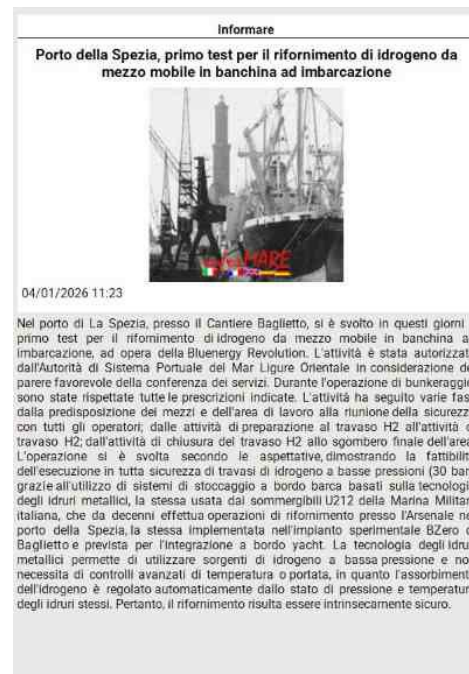 Informare
Porto della Spezia, primo test per il rifornimento di idrogeno da
mezzo mobile in banchina ad imbarcazione
04/01/2026 11:23
Nel porto di La Spezia, presso il Cantiere Baglietto, si è svolto in questi giorni
primo test per il rifornimento di idrogeno da mezzo mobile in banchina a
imbarcazione, ad opera della Bluenergy Revolution. L'attività è stata autorizzat
dall'Autorità di Sistema Portuale del Mar Ligure Orientale in considerazione de
parere favorevole della conferenza dei servizi. Durante l'operazione di bunkeraggi
sono state rispettate tutte le prescrizioni indicate. L'attività ha seguito varie fas
dalla predisposizione dei mezzi e dell'area di lavoro alla riunione della sicurezz
con tutti gli operatori; dalle attività di preparazione al travaso H2 all'attività d
travaso H2; dall'attività di chiusura del travaso H2 allo sgombero finale dell'area
L'operazione si è svolta secondo le aspettative, dimostrando la fattibilit
dell'esecuzione in tutta sicurezza di travasi di idrogeno a basse pressioni (30 bar
grazie all'utilizzo di sistemi di stoccaggio a bordo barca basati sulla tecnologi
degli idruri metallici, la stessa usata dai sommergibili U212 della Marina Militar
italiana, che da decenni effettua operazioni di rifornimento presso l'Arsenale ne
porto della Spezia, la stessa implementata nell'impianto sperimentale BZero d
Baglietto e prevista per l'integrazione a bordo yacht. La tecnologia degli idru
metallici permette di utilizzare sorgenti di idrogeno a bassa pressione e no
necessita di controlli avanzati di temperatura o portata, in quanto l'assorbiment
dell'idrogeno è regolato automaticamente dallo stato di pressione e temperatur
degli idruri stessi. Pertanto, il rifornimento risulta essere intrinsecamente sicuro.